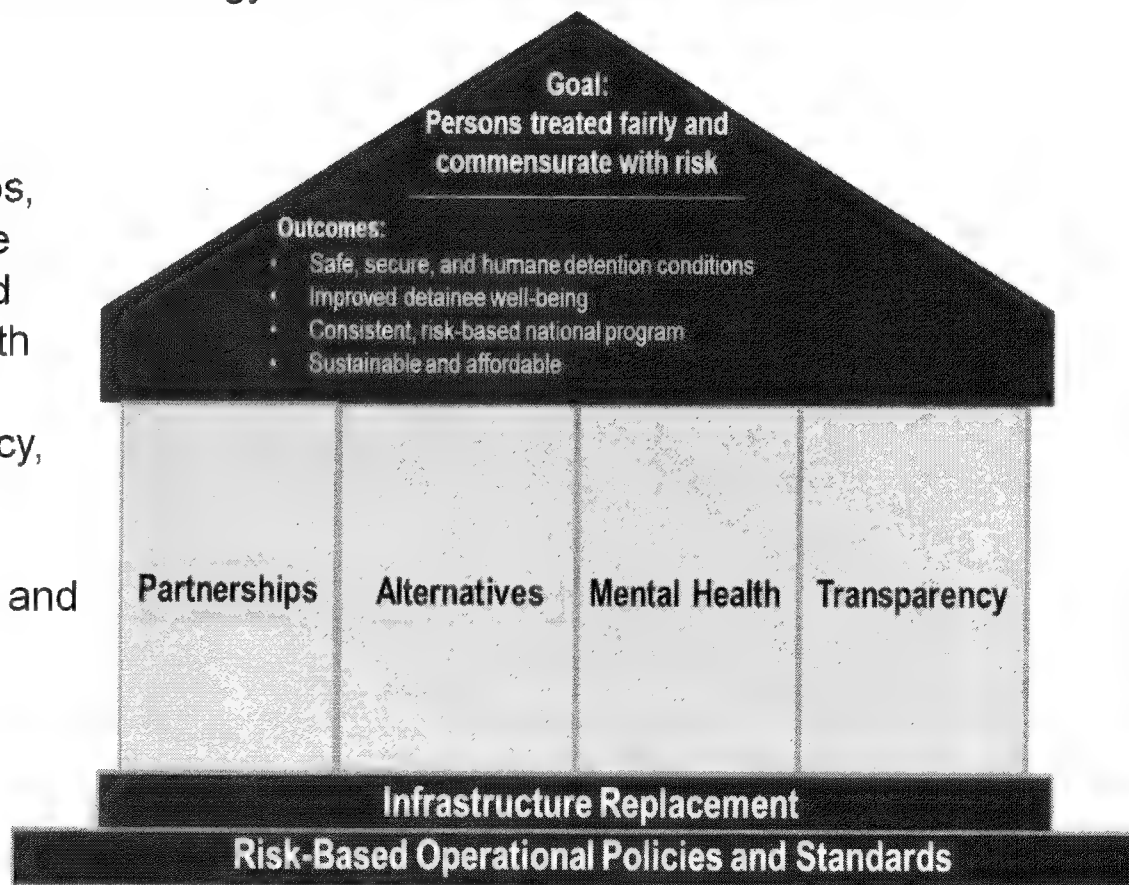 Goal:
Persons treated fairly and
commensurate with risk
Outcomes:
• Safe, secure, and humane detention conditions
• Improved detainee well-being
• Consistent, risk-based national program
• Sustainable and affordable
and
Partnerships
Alternatives
Mental Health
Transparency
Infrastructure Replacement
Risk-Based Operational Policies and Standards